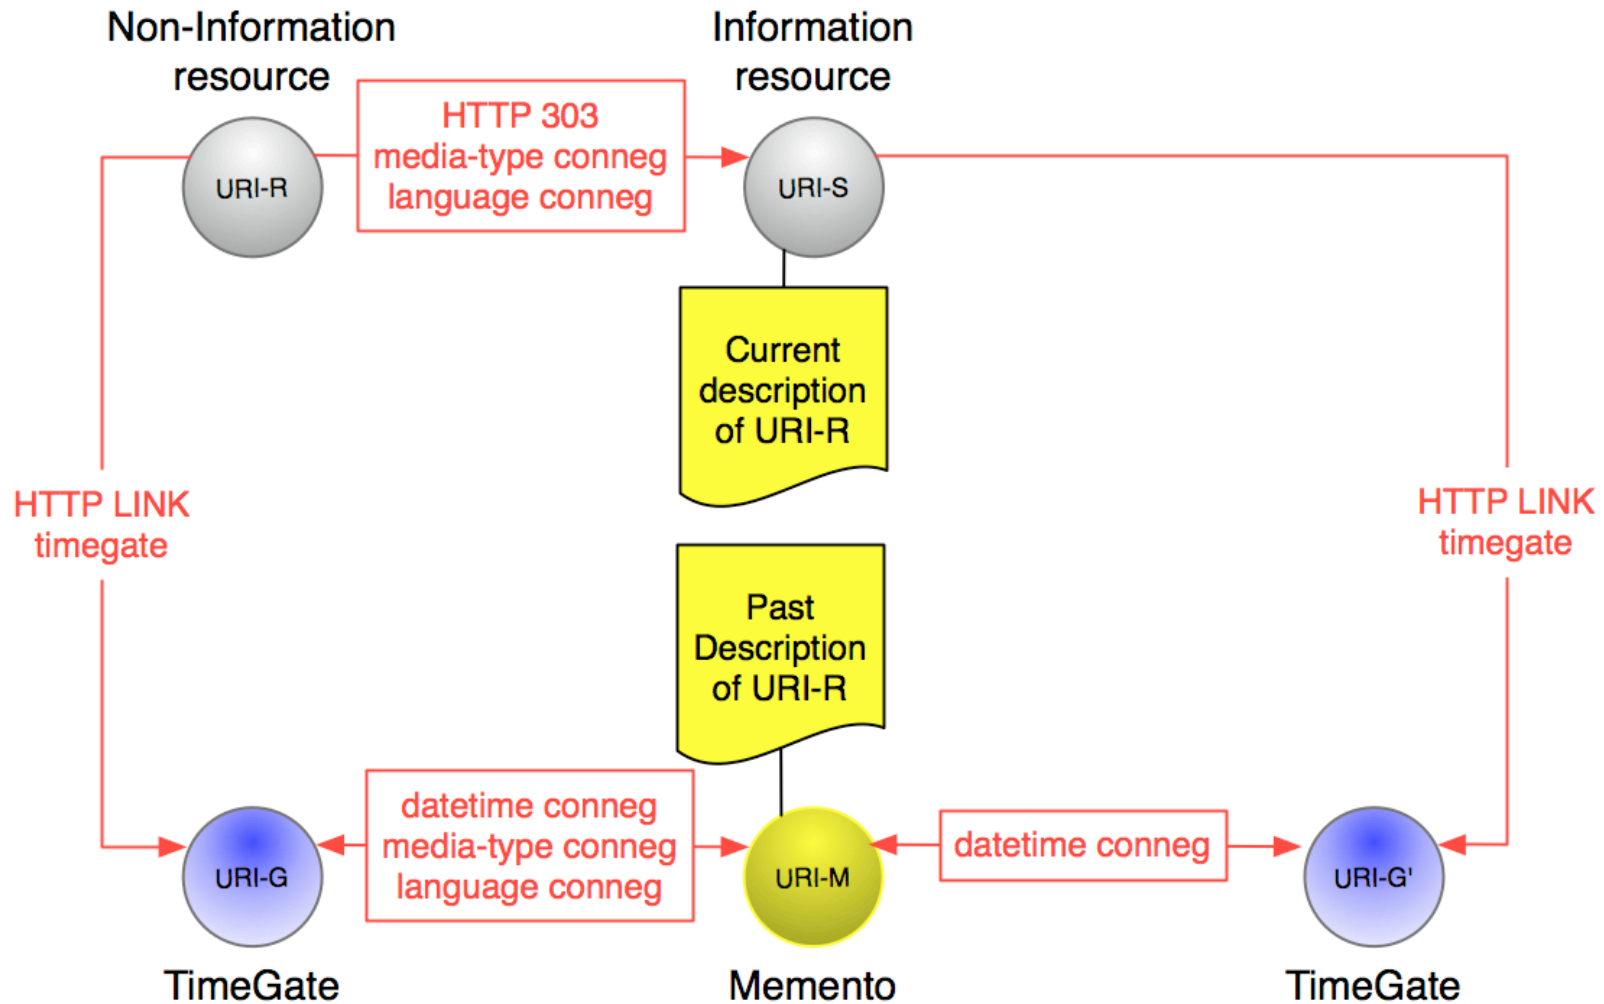 Non-Information
resource
Information
resource
HTTP 303
media-type conneg
language conneg
URI-R
URI-S
Current
description
of URI-R
HTTP LINK
timegate
HTTP LINK
timegate
Past
Description
of URI-R
datetime conneg
media-type conneg
language conneg
datetime conneg
URI-G
URI-M
URI-G'
TimeGate
Memento
TimeGate